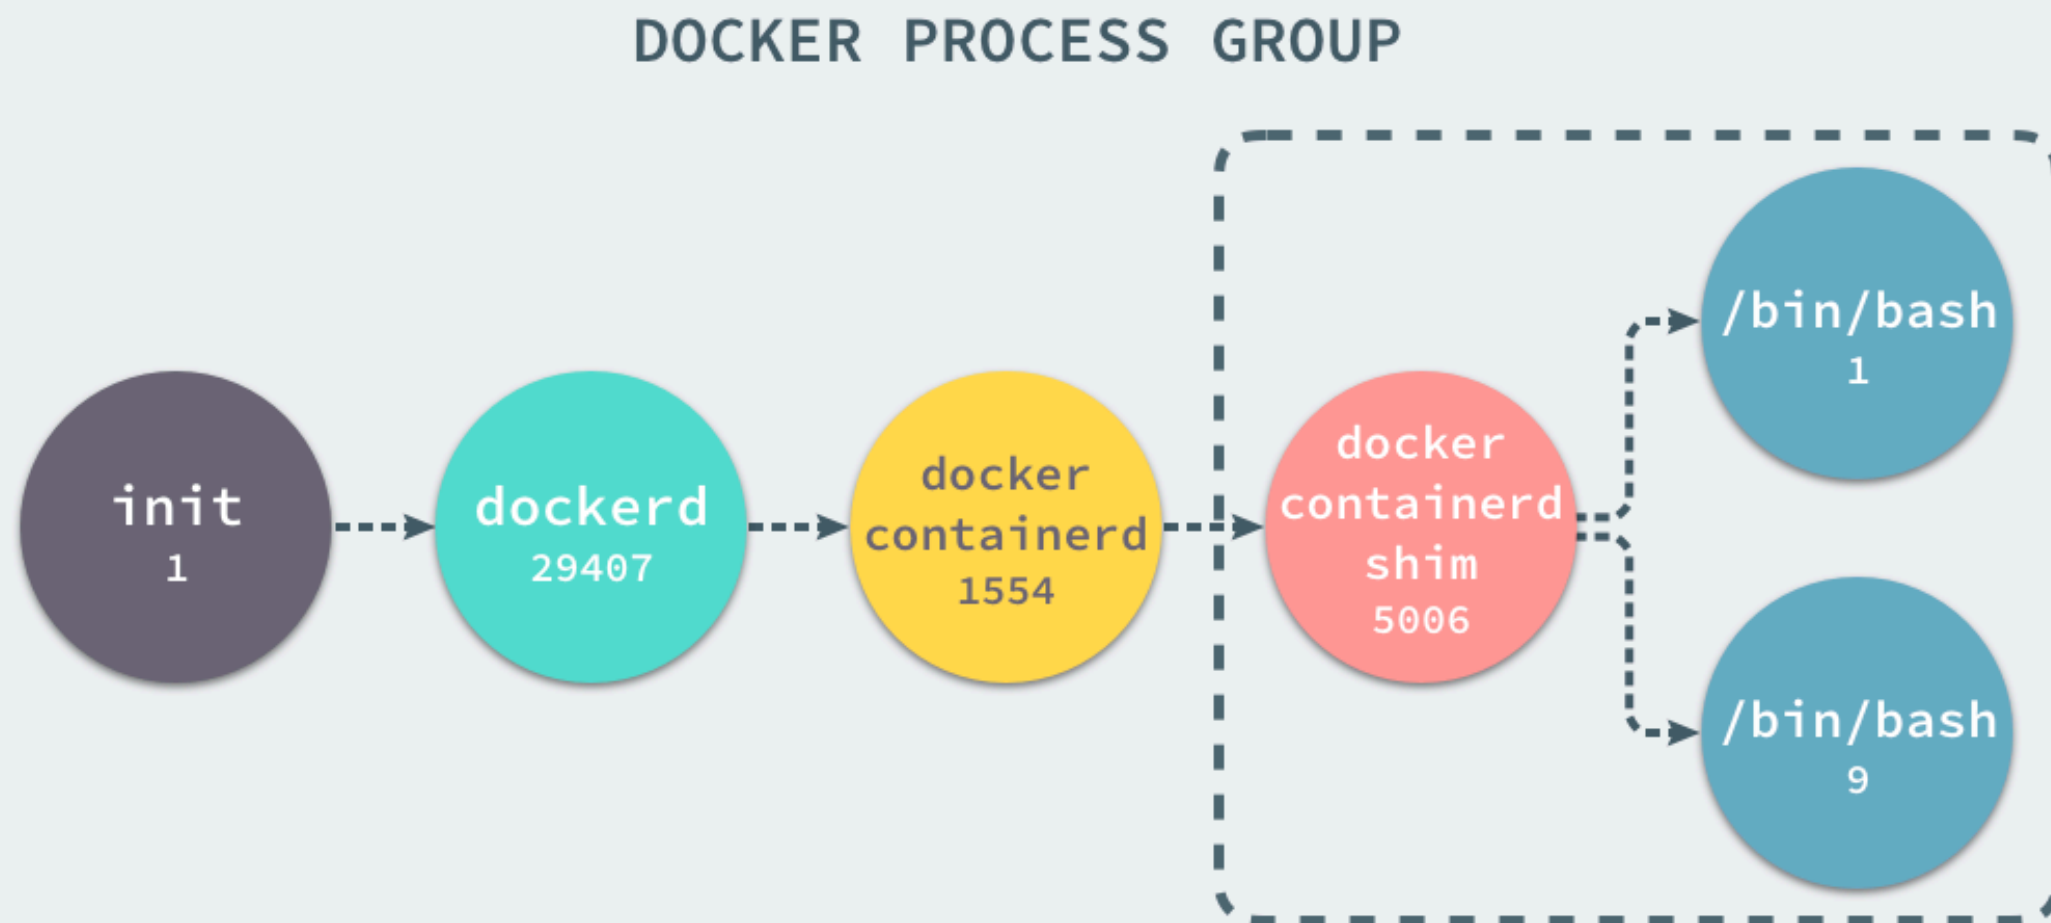 DOCKER PROCESS GROUP
init
1
dockerd
29407
docker
containerd
1554
docker
containerd
shim
5006
/bin/bash
1
/bin/bash
9